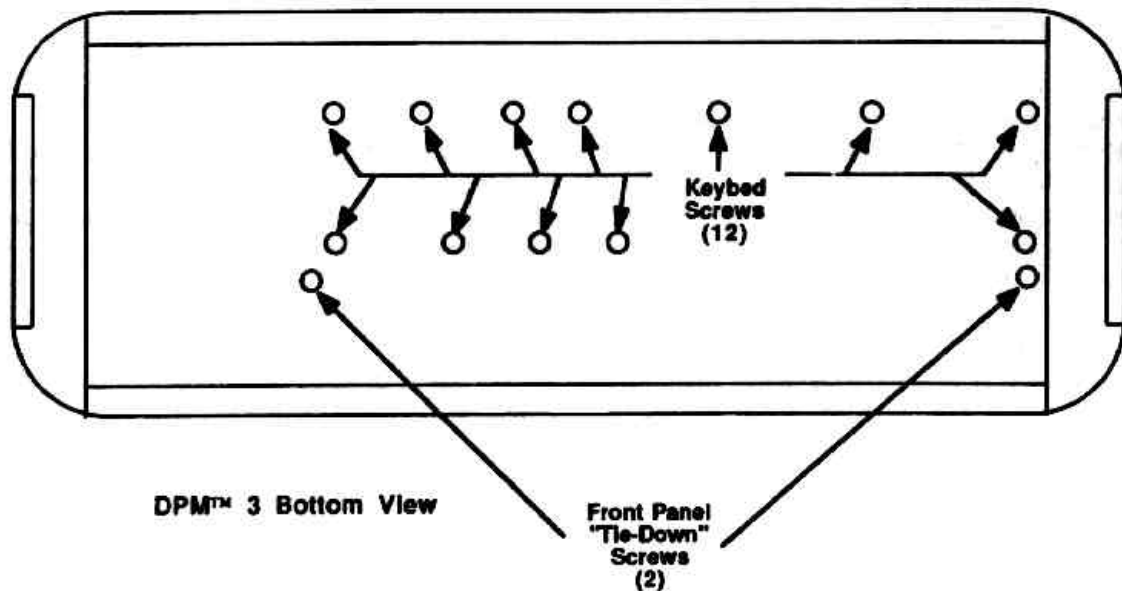 Keybed
Screws
(12)
DPM™ 3 Bottom View
Front Panel
"Tie-Down"
Screws
(2)